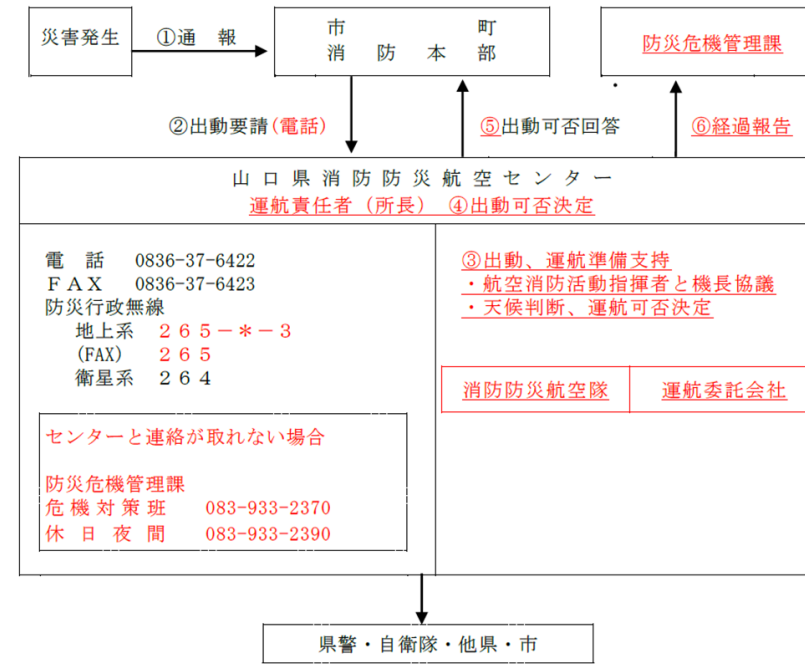 災害発生
①通 報
市 町
消 防 本 部
防災危機管理課
②出動要請(電話)
⑤出動可否回答
⑥経過報告
山口県消防防災航空センター
運航責任者（所長） ④出動可否決定
電 話 0836-37-6422
ＦＡＸ 0836-37-6423
防災行政無線
地上系 ２６５－＊－３
(FAX) ２６５
衛星系 ２６４
センターと連絡が取れない場合
防災危機管理課
危機対策班 083-933-2370
休日夜間 083-933-2390
③出動、運航準備支持
・航空消防活動指揮者と機長協議
・天候判断、運航可否決定
消防防災航空隊
運航委託会社
県警・自衛隊・他県・市